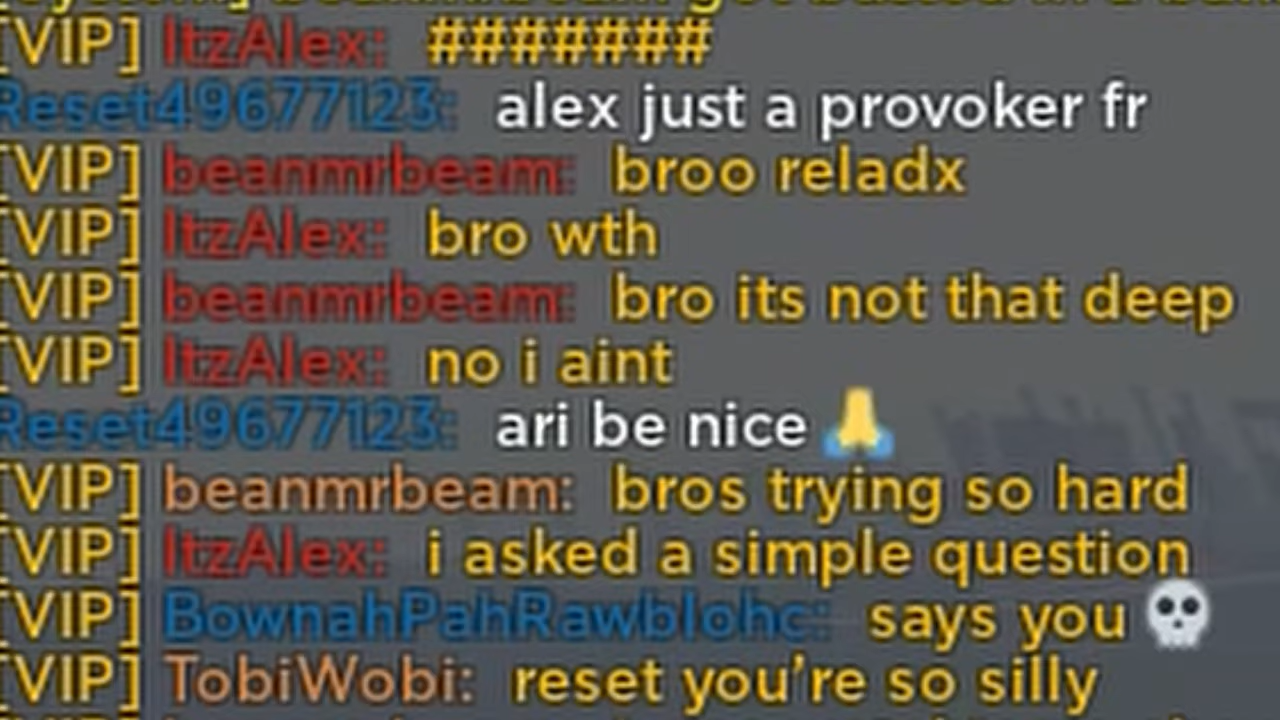 [VIP] ItzAlex: #######
Reset49677123: alex just a provoker fr
[VIP] beanmrbeam: broo reladx
[VIP] ItzAlex: bro wth
[VIP] beanmrbeam: bro its not that deep
[VIP] ItzAlex: no i aint
Reset49677123: ari be nice 🙏
[VIP] beanmrbeam: bros trying so hard
[VIP] ItzAlex: i asked a simple question
[VIP] BownahPahRawblohc: says you 💀
[VIP] TobiWobi: reset you’re so silly